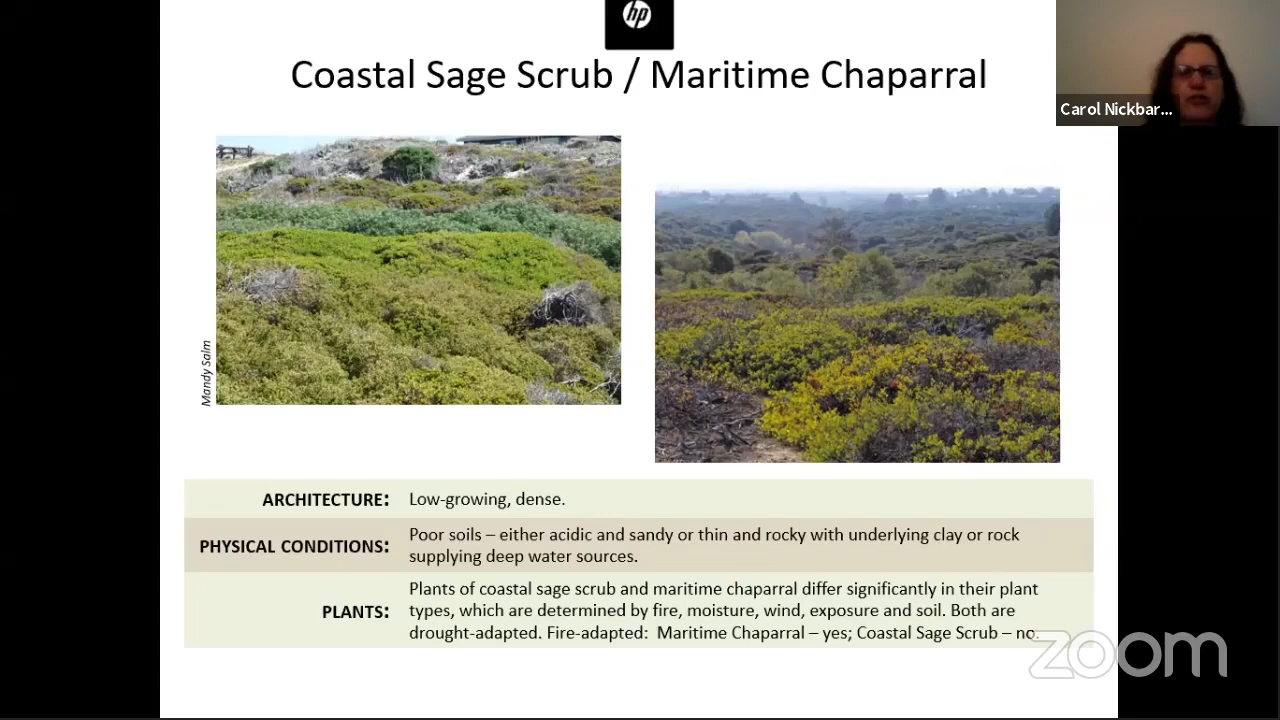 hp
Coastal Sage Scrub / Maritime Chaparral
Carol Nickbar...
Mandy Salm
ARCHITECTURE: Low-growing, dense.
PHYSICAL CONDITIONS: Poor soils – either acidic and sandy or thin and rocky with underlying clay or rock
supplying deep water sources.
Plants of coastal sage scrub and maritime chaparral differ significantly in their plant
PLANTS: types, which are determined by fire, moisture, wind, exposure and soil. Both are
drought-adapted. Fire-adapted: Maritime Chaparral – yes; Coastal Sage Scrub – no.
zoom